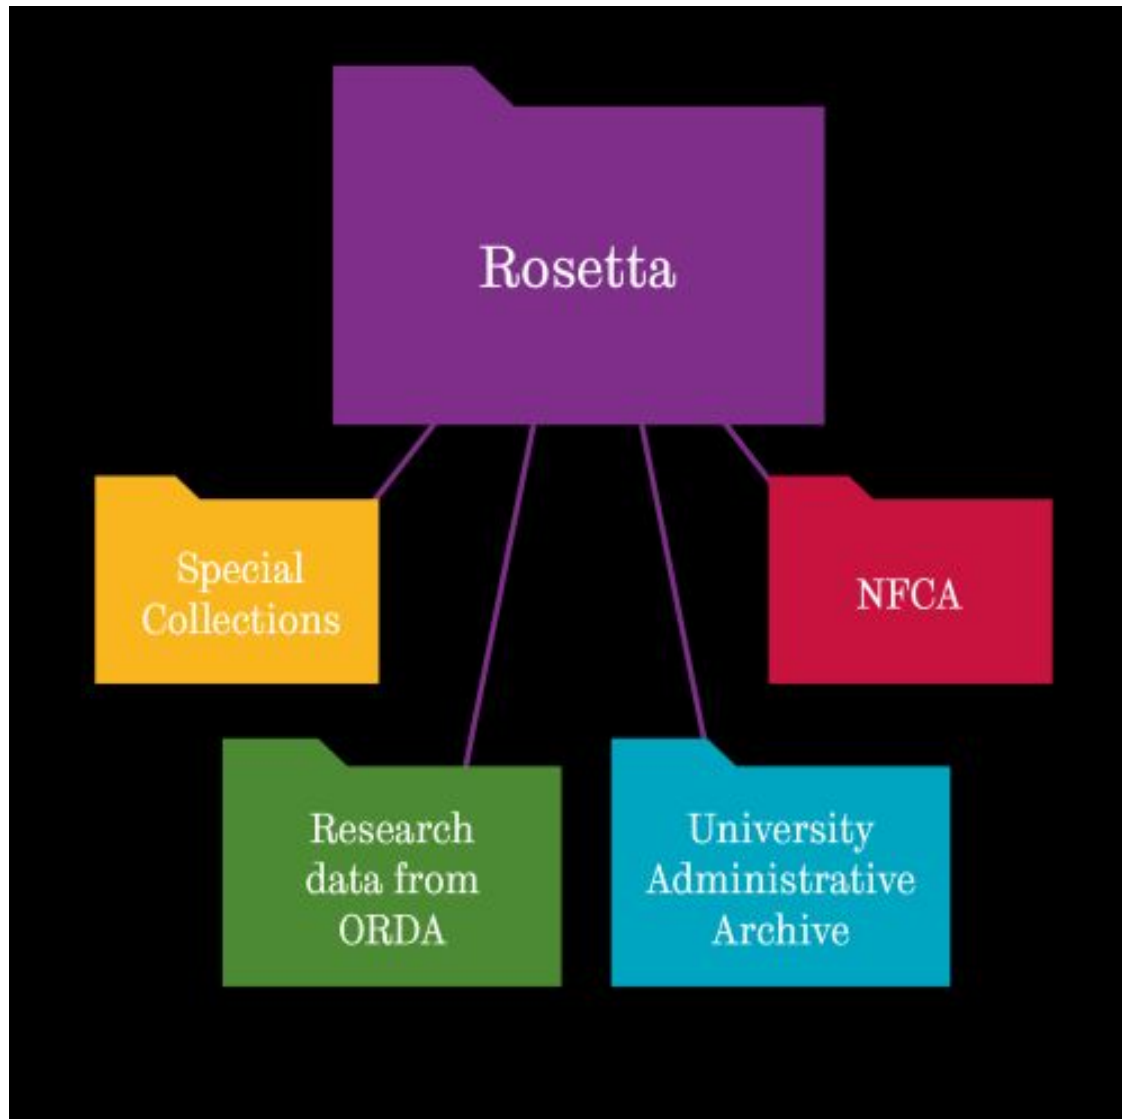 Rosetta
Special
Collections
NFCA
Research
data from
ORDA
University
Administrative
Archive